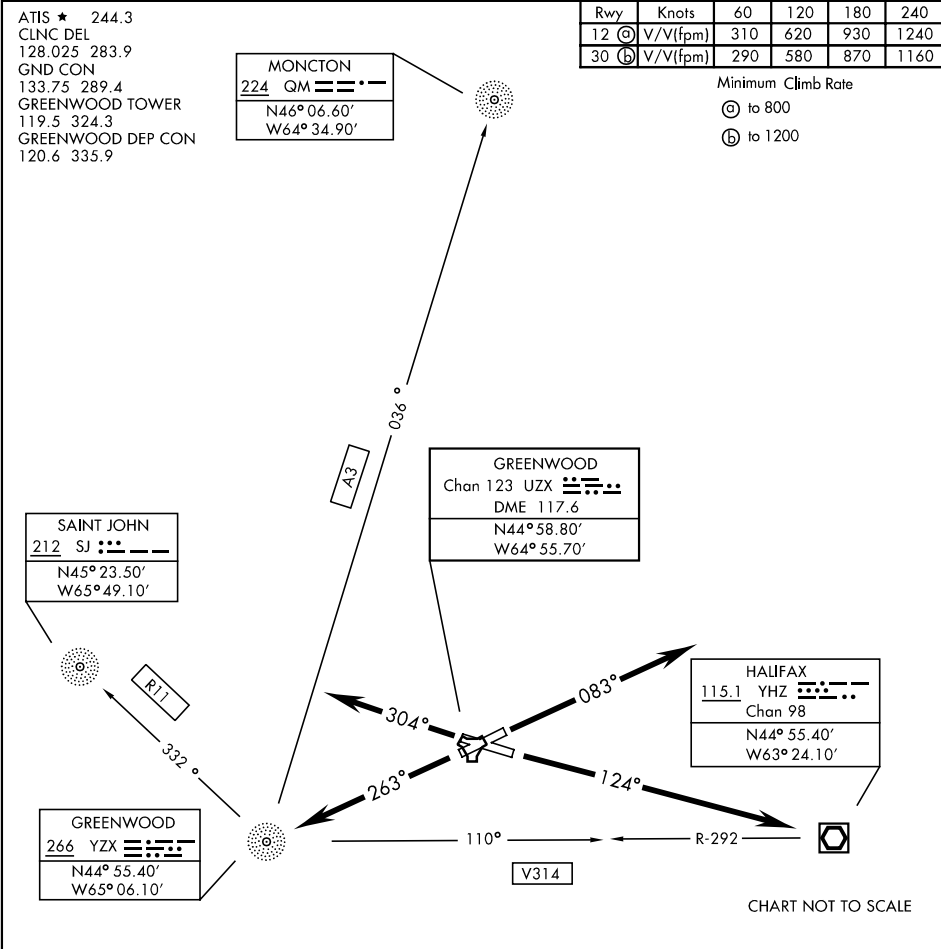 ATIS ★ 244.3
CLNC DEL
128.025 283.9
GND CON
133.75 289.4
GREENWOOD TOWER
119.5 324.3
GREENWOOD DEP CON
120.6 335.9
Rwy Knots 60 120 180 240
12 ⓐ V/V(fpm) 310 620 930 1240
30 ⓑ V/V(fpm) 290 580 870 1160
Minimum Climb Rate
ⓐ to 800
ⓑ to 1200
MONCTON
224 QM
N46° 06.60′
W64° 34.90′
036°
A3
GREENWOOD
Chan 123 UZX
DME 117.6
N44° 58.80′
W64° 55.70′
SAINT JOHN
212 SJ
N45° 23.50′
W65° 49.10′
R11
332°
304°
083°
263°
124°
HALIFAX
115.1 YHZ
Chan 98
N44° 55.40′
W63° 24.10′
GREENWOOD
266 YZX
N44° 55.40′
W65° 06.10′
110°
R-292
V314
CHART NOT TO SCALE